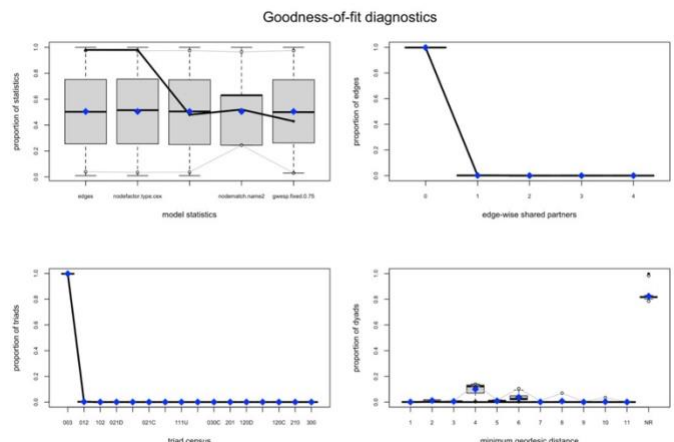 Goodness-of-fit diagnostics
proportion of statistics
0.0 0.2 0.4 0.6 0.8 1.0
edges nodefactor.type.csx nodematch.name2 gwesp.fixed.0.75
model statistics
proportion of edges
0.0 0.2 0.4 0.6 0.8 1.0
0 1 2 3 4
edge-wise shared partners
proportion of triads
0.0 0.2 0.4 0.6 0.8 1.0
003 012 102 021D 021C 111U 030C 201 120D 120C 210 300
triad census
proportion of dyads
0.0 0.2 0.4 0.6 0.8 1.0
1 2 3 4 5 6 7 8 9 10 11 NR
minimum geodesic distance